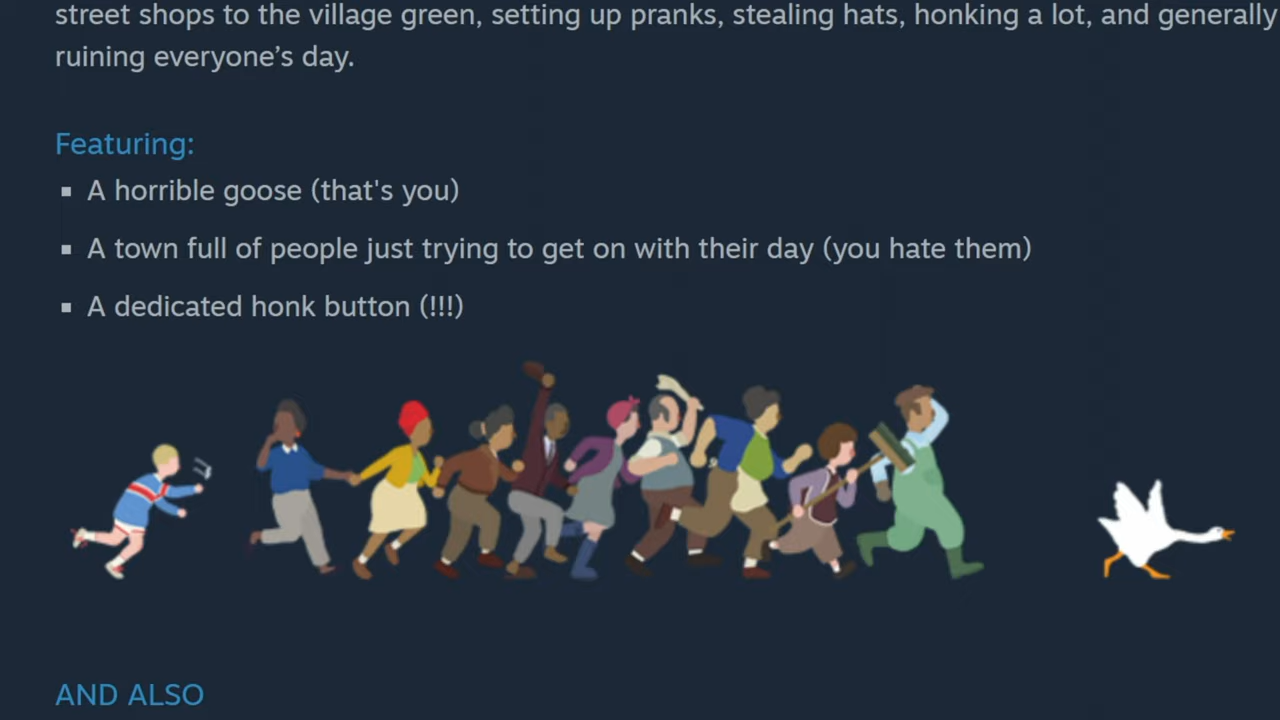 street shops to the village green, setting up pranks, stealing hats, honking a lot, and generally
ruining everyone’s day.
Featuring:
▪ A horrible goose (that's you)
▪ A town full of people just trying to get on with their day (you hate them)
▪ A dedicated honk button (!!!)
AND ALSO